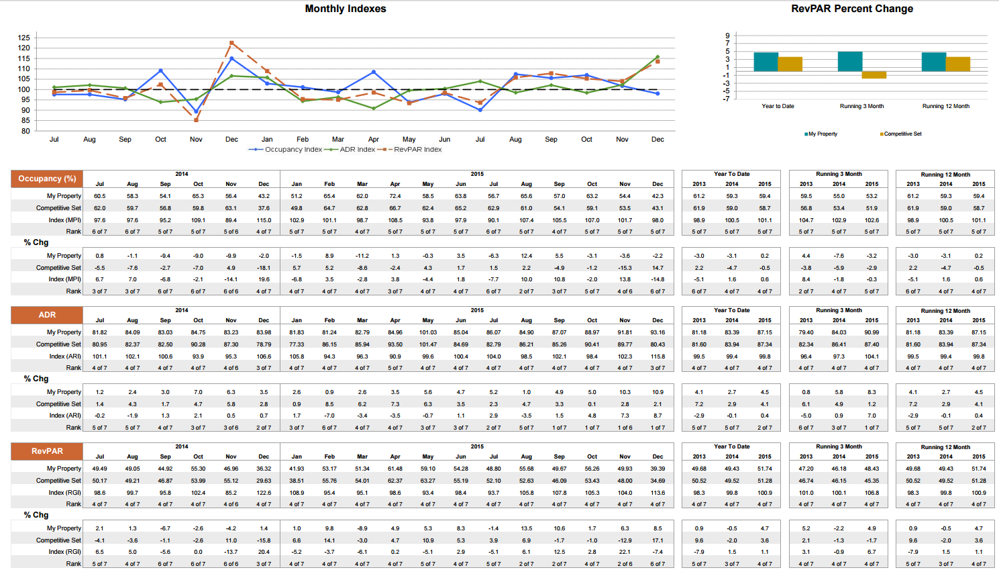 Monthly Indexes
RevPAR Percent Change
125
120
115
110
105
100
95
90
85
80
Jul Aug Sep Oct Nov Dec Jan Feb Mar Apr May Jun Jul Aug Sep Oct Nov Dec
Occupancy Index ADR Index RevPAR Index
9
7
5
3
1
-1
-3
-5
-7
Year to Date Running 3 Month Running 12 Month
My Property Competitive Set
Occupancy (%) 2014 2015 Year To Date Running 3 Month Running 12 Month
Jul Aug Sep Oct Nov Dec Jan Feb Mar Apr May Jun Jul Aug Sep Oct Nov Dec 2013 2014 2015 2013 2014 2015 2013 2014 2015
My Property 60.5 58.3 54.1 65.3 56.4 43.2 51.2 65.4 62.0 72.4 58.5 63.8 56.7 65.6 57.0 63.2 54.4 42.3 61.2 59.3 59.4 59.5 55.0 53.2 61.2 59.3 59.4
Competitive Set 62.0 59.7 56.8 59.8 63.1 37.6 49.8 64.7 62.8 66.7 62.4 65.2 62.9 61.0 54.1 59.1 53.5 43.1 61.9 59.0 58.7 56.8 53.4 51.9 61.9 59.0 58.7
Index (MPI) 97.6 97.6 95.2 109.1 89.4 115.0 102.9 101.1 98.7 108.5 93.8 97.9 90.1 107.4 105.5 107.0 101.7 98.0 98.9 100.5 101.1 104.7 102.9 102.6 98.9 100.5 101.1
Rank 6 of 7 6 of 7 5 of 7 5 of 7 5 of 6 4 of 7 5 of 7 5 of 7 4 of 7 5 of 7 5 of 7 5 of 7 6 of 7 5 of 7 5 of 7 5 of 7 5 of 7 5 of 7 5 of 7 5 of 7 5 of 7 5 of 7 5 of 7 5 of 7 5 of 7 5 of 7 5 of 7
% Chg
My Property 0.8 -1.1 -9.4 -9.0 -9.9 -2.0 -1.5 8.9 -11.2 1.3 -0.3 3.5 -6.3 12.4 5.5 -3.1 -3.6 -2.2 -3.0 -3.1 0.2 4.4 -7.6 -3.2 -3.0 -3.1 0.2
Competitive Set -5.5 -7.6 -2.7 -7.0 4.9 -18.1 5.7 5.2 -8.6 -2.4 4.3 1.7 1.5 2.2 -4.9 -1.2 -15.3 14.7 2.2 -4.7 -0.5 -3.8 -5.9 -2.9 2.2 -4.7 -0.5
Index (MPI) 6.7 7.0 -6.8 -2.1 -14.1 19.6 -6.8 3.5 -2.8 3.8 -4.4 1.8 -7.7 10.0 10.8 -2.0 13.8 -14.8 -5.1 1.6 0.6 8.4 -1.8 -0.3 -5.1 1.6 0.6
Rank 3 of 7 3 of 7 6 of 7 6 of 7 6 of 6 4 of 7 4 of 7 4 of 7 4 of 7 3 of 7 4 of 7 4 of 7 6 of 7 2 of 7 3 of 7 5 of 7 4 of 6 6 of 7 6 of 7 4 of 7 4 of 7 2 of 7 4 of 7 5 of 7 6 of 7 4 of 7 4 of 7
ADR 2014 2015 Year To Date Running 3 Month Running 12 Month
Jul Aug Sep Oct Nov Dec Jan Feb Mar Apr May Jun Jul Aug Sep Oct Nov Dec 2013 2014 2015 2013 2014 2015 2013 2014 2015
My Property 81.82 84.09 83.03 84.75 83.23 83.98 81.83 81.24 82.79 84.96 101.03 85.04 86.07 84.90 87.07 88.97 91.81 93.16 81.18 83.39 87.15 79.40 84.03 90.99 81.18 83.39 87.15
Competitive Set 80.95 82.37 82.50 90.28 87.30 78.79 77.33 86.15 85.94 93.50 101.47 84.69 82.79 86.21 85.26 90.41 89.77 80.43 81.60 83.94 87.34 82.34 86.41 87.40 81.60 83.94 87.34
Index (ARI) 101.1 102.1 100.6 93.9 95.3 106.6 105.8 94.3 96.3 90.9 99.6 100.4 104.0 98.5 102.1 98.4 102.3 115.8 99.5 99.4 99.8 96.4 97.3 104.1 99.5 99.4 99.8
Rank 4 of 7 4 of 7 4 of 7 4 of 7 4 of 6 3 of 7 4 of 7 4 of 7 4 of 7 5 of 7 4 of 7 4 of 7 4 of 7 4 of 7 4 of 7 4 of 7 4 of 7 3 of 7 4 of 7 4 of 7 4 of 7 4 of 7 4 of 7 4 of 7 4 of 7 4 of 7 4 of 7
% Chg
My Property 1.2 2.4 3.0 7.0 6.3 3.5 2.6 0.9 2.6 3.5 5.6 4.7 5.2 1.0 4.9 5.0 10.3 10.9 4.1 2.7 4.5 0.8 5.8 8.3 4.1 2.7 4.5
Competitive Set 1.4 4.3 1.7 4.7 5.8 2.8 0.9 8.5 6.2 7.3 6.3 3.5 2.3 4.7 3.3 0.1 2.8 2.1 7.2 2.9 4.1 6.1 4.9 1.2 7.2 2.9 4.1
Index (ARI) -0.2 -1.9 1.3 2.1 0.5 0.7 1.7 -7.0 -3.4 -3.5 -0.7 1.1 2.9 -3.5 1.5 4.8 7.3 8.7 -2.9 -0.1 0.4 -5.0 0.9 7.0 -2.9 -0.1 0.4
Rank 5 of 7 5 of 7 4 of 7 3 of 7 3 of 6 2 of 7 3 of 7 6 of 7 4 of 7 4 of 7 3 of 7 3 of 7 2 of 7 5 of 7 1 of 7 1 of 7 1 of 6 1 of 7 5 of 7 5 of 7 2 of 7 6 of 7 3 of 7 1 of 7 5 of 7 5 of 7 2 of 7
RevPAR 2014 2015 Year To Date Running 3 Month Running 12 Month
Jul Aug Sep Oct Nov Dec Jan Feb Mar Apr May Jun Jul Aug Sep Oct Nov Dec 2013 2014 2015 2013 2014 2015 2013 2014 2015
My Property 49.49 49.05 44.92 55.30 46.96 36.32 41.93 53.17 51.34 61.48 59.10 54.28 48.80 55.68 49.67 56.26 49.93 39.39 49.68 49.43 51.74 47.20 46.18 48.43 49.68 49.43 51.74
Competitive Set 50.17 49.21 46.87 53.99 55.12 29.63 38.51 55.76 54.01 62.37 63.27 55.19 52.10 52.63 46.09 53.43 48.00 34.69 50.52 49.52 51.28 46.74 46.15 45.35 50.52 49.52 51.28
Index (RGI) 98.6 99.7 95.8 102.4 85.2 122.6 108.9 95.4 95.1 98.6 93.4 98.4 93.7 105.8 107.8 105.3 104.0 113.6 98.3 99.8 100.9 101.0 100.1 106.8 98.3 99.8 100.9
Rank 4 of 7 4 of 7 4 of 7 4 of 7 4 of 6 4 of 7 4 of 7 4 of 7 4 of 7 4 of 7 4 of 7 4 of 7 4 of 7 4 of 7 4 of 7 4 of 7 4 of 7 4 of 7 4 of 7 4 of 7 4 of 7 4 of 7 4 of 7 4 of 7 4 of 7 4 of 7 4 of 7
% Chg
My Property 2.1 1.3 -6.7 -2.6 -4.2 1.4 1.0 9.8 -8.9 4.9 5.3 8.3 -1.4 13.5 10.6 1.7 6.3 8.5 0.9 -0.5 4.7 5.2 -2.2 4.9 0.9 -0.5 4.7
Competitive Set -4.1 -3.6 -1.1 -2.6 11.0 -15.8 6.6 14.1 -3.0 4.7 10.9 5.3 3.9 6.9 -1.7 -1.0 -12.9 17.1 9.6 -2.0 3.6 2.1 -1.3 -1.7 9.6 -2.0 3.6
Index (RGI) 6.5 5.0 -5.6 0.0 -13.7 20.4 -5.2 -3.7 -6.1 0.2 -5.1 2.9 -5.1 6.1 12.5 2.8 22.1 -7.4 -7.9 1.5 1.1 3.1 -0.9 6.7 -7.9 1.5 1.1
Rank 5 of 7 4 of 7 6 of 7 6 of 7 6 of 6 3 of 7 4 of 7 6 of 7 4 of 7 4 of 7 5 of 7 4 of 7 5 of 7 2 of 7 2 of 7 4 of 7 2 of 6 6 of 7 5 of 7 3 of 7 4 of 7 4 of 7 4 of 7 4 of 7 5 of 7 3 of 7 4 of 7